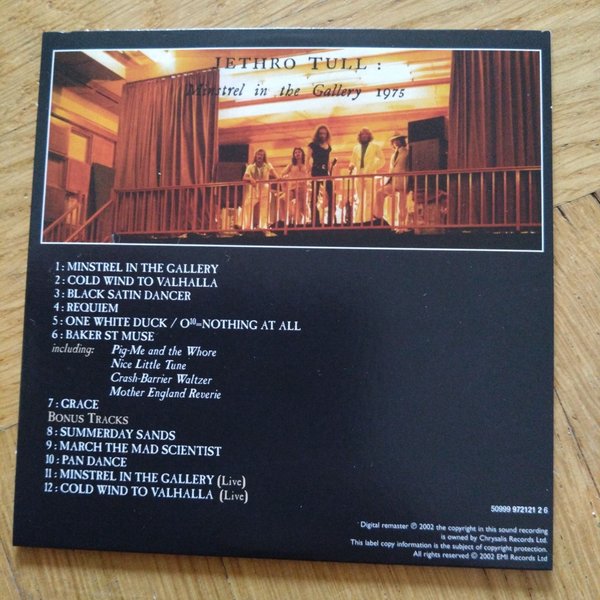 JETHRO TULL :
Minstrel in the Gallery 1975
1 : MINSTREL IN THE GALLERY
2 : COLD WIND TO VALHALLA
3 : BLACK SATIN DANCER
4 : REQUIEM
5 : ONE WHITE DUCK / O¹⁰=NOTHING AT ALL
6 : BAKER ST MUSE
including: Pig-Me and the Whore
Nice Little Tune
Crash-Barrier Waltzer
Mother England Reverie
7 : GRACE
BONUS TRACKS
8 : SUMMERDAY SANDS
9 : MARCH THE MAD SCIENTIST
10 : PAN DANCE
11 : MINSTREL IN THE GALLERY (Live)
12 : COLD WIND TO VALHALLA (Live)
50999 972121 2 6
Digital remaster ℗ 2002 the copyright in this sound recording
is owned by Chrysalis Records Ltd.
This label copy information is the subject of copyright protection.
All rights reserved © 2002 EMI Records Ltd